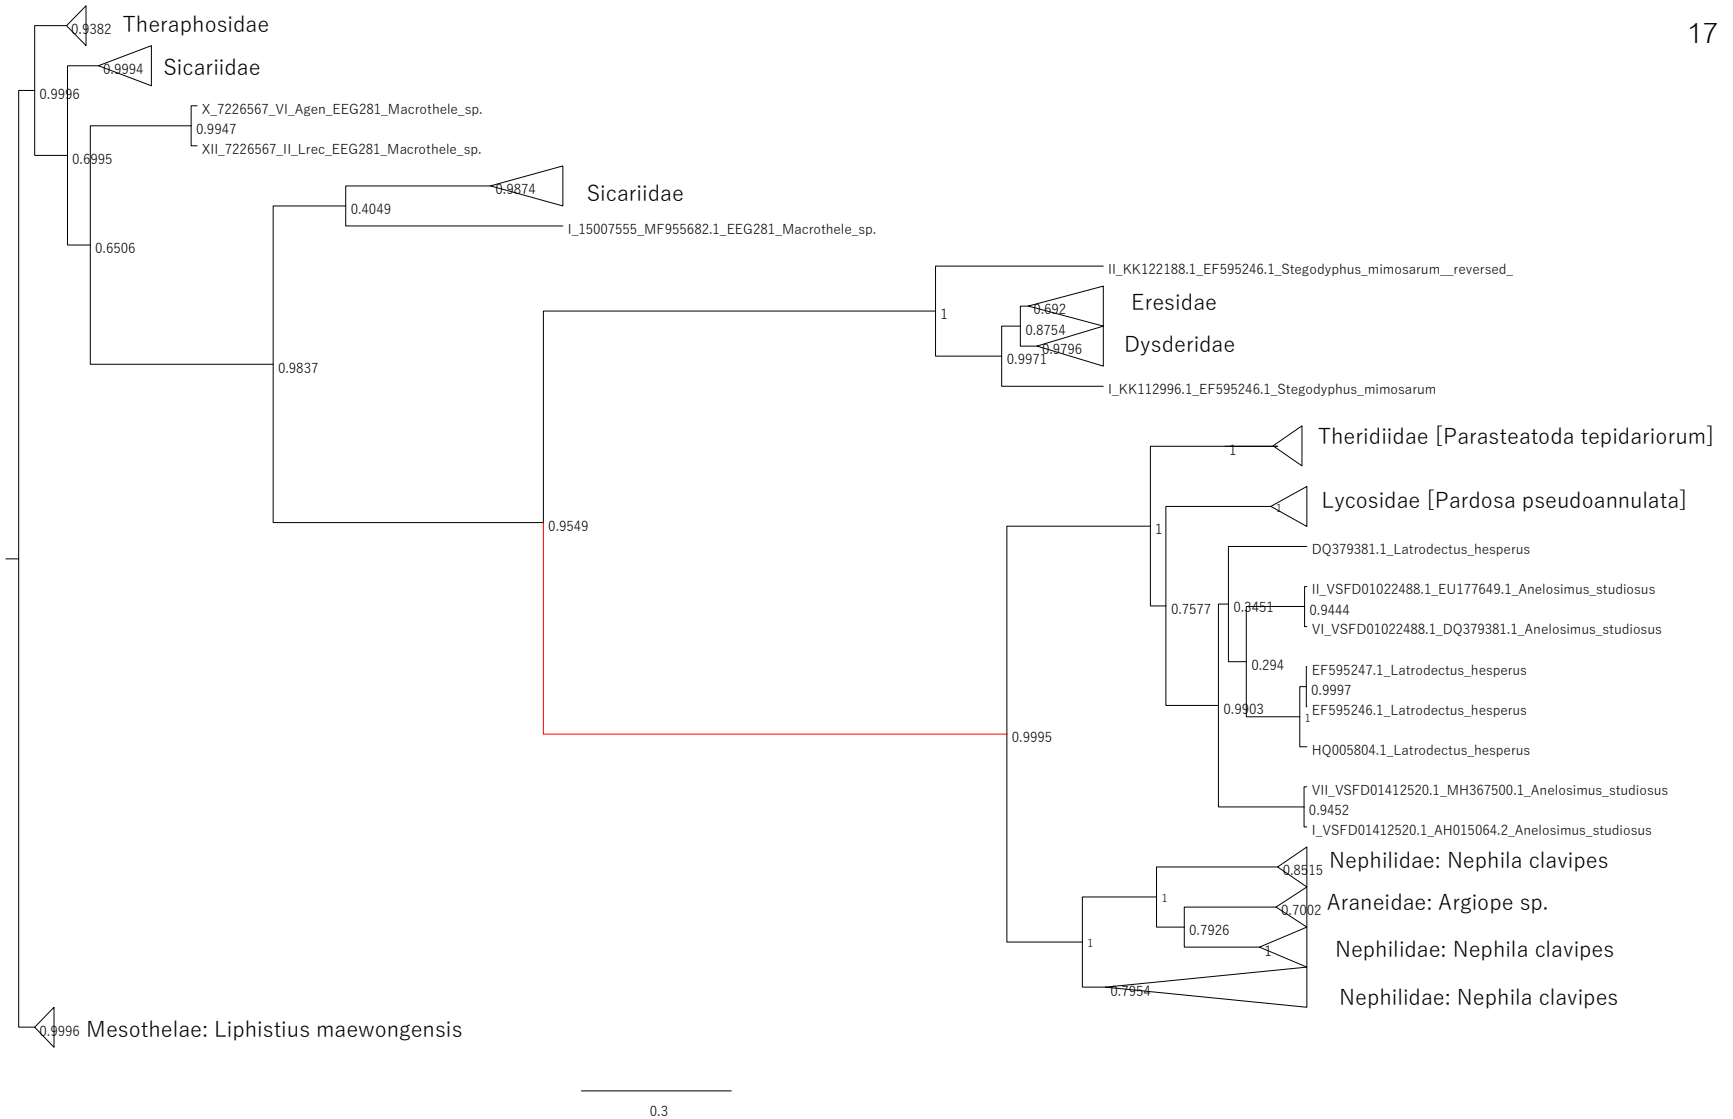 17
0.9382
Theraphosidae
0.9994
Sicariidae
0.9996
X_7226567_VI_Agen_EEG281_Macrothele_sp.
0.9947
XII_7226567_II_Lrec_EEG281_Macrothele_sp.
0.6995
0.9874
Sicariidae
0.4049
I_15007555_MF955682.1_EEG281_Macrothele_sp.
0.6506
II_KK122188.1_EF595246.1_Stegodyphus_mimosarum__reversed_
0.692
Eresidae
1
0.8754
0.9796
Dysderidae
0.9971
0.9837
I_KK112996.1_EF595246.1_Stegodyphus_mimosarum
1
Theridiidae [Parasteatoda tepidariorum]
1
Lycosidae [Pardosa pseudoannulata]
0.9549
1
DQ379381.1_Latrodectus_hesperus
II_VSFD01022488.1_EU177649.1_Anelosimus_studiosus
0.7577
0.3451
0.9444
VI_VSFD01022488.1_DQ379381.1_Anelosimus_studiosus
0.294
EF595247.1_Latrodectus_hesperus
0.9997
0.9903
EF595246.1_Latrodectus_hesperus
1
0.9995
HQ005804.1_Latrodectus_hesperus
VII_VSFD01412520.1_MH367500.1_Anelosimus_studiosus
0.9452
I_VSFD01412520.1_AH015064.2_Anelosimus_studiosus
0.8515
Nephilidae: Nephila clavipes
1
0.7002
Araneidae: Argiope sp.
0.7926
1
1
Nephilidae: Nephila clavipes
0.7954
Nephilidae: Nephila clavipes
0.9996
Mesothelae: Liphistius maewongensis
0.3